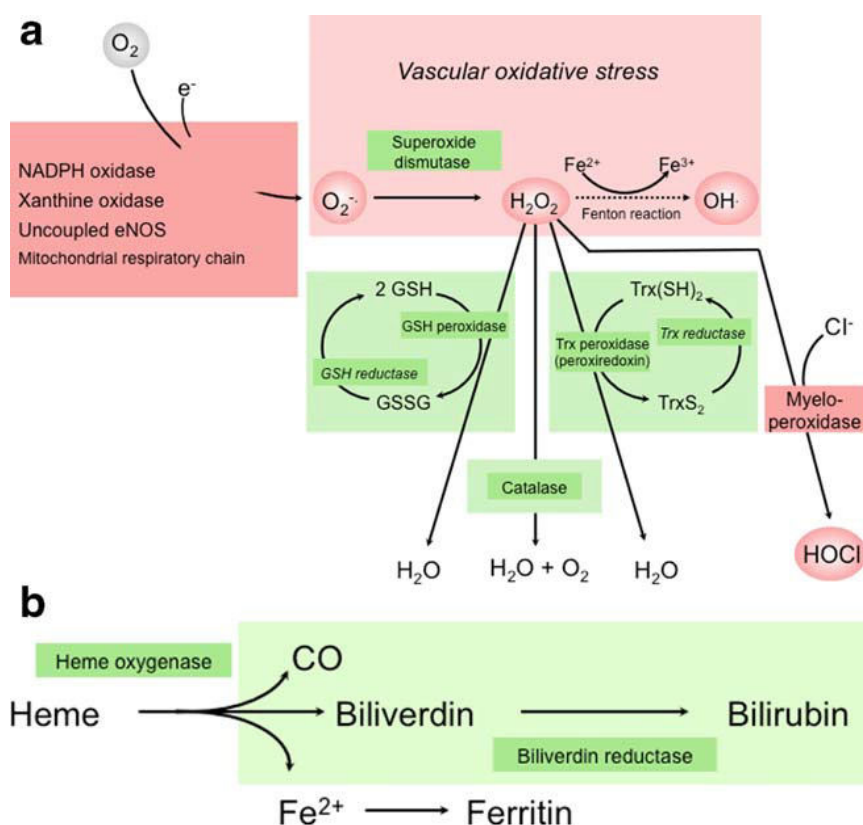 a
O₂
e⁻
Vascular oxidative stress
NADPH oxidase
Xanthine oxidase
Uncoupled eNOS
Mitochondrial respiratory chain
Superoxide
dismutase
O₂⁻·
H₂O₂
Fe²⁺
Fe³⁺
Fenton reaction
OH·
2 GSH
GSH peroxidase
GSH reductase
GSSG
Trx(SH)₂
Trx peroxidase
(peroxiredoxin)
Trx reductase
TrxS₂
Cl⁻
Myelo-
peroxidase
Catalase
H₂O
H₂O + O₂
H₂O
HOCl
b
Heme oxygenase
CO
Heme
Biliverdin
Bilirubin
Biliverdin reductase
Fe²⁺
Ferritin